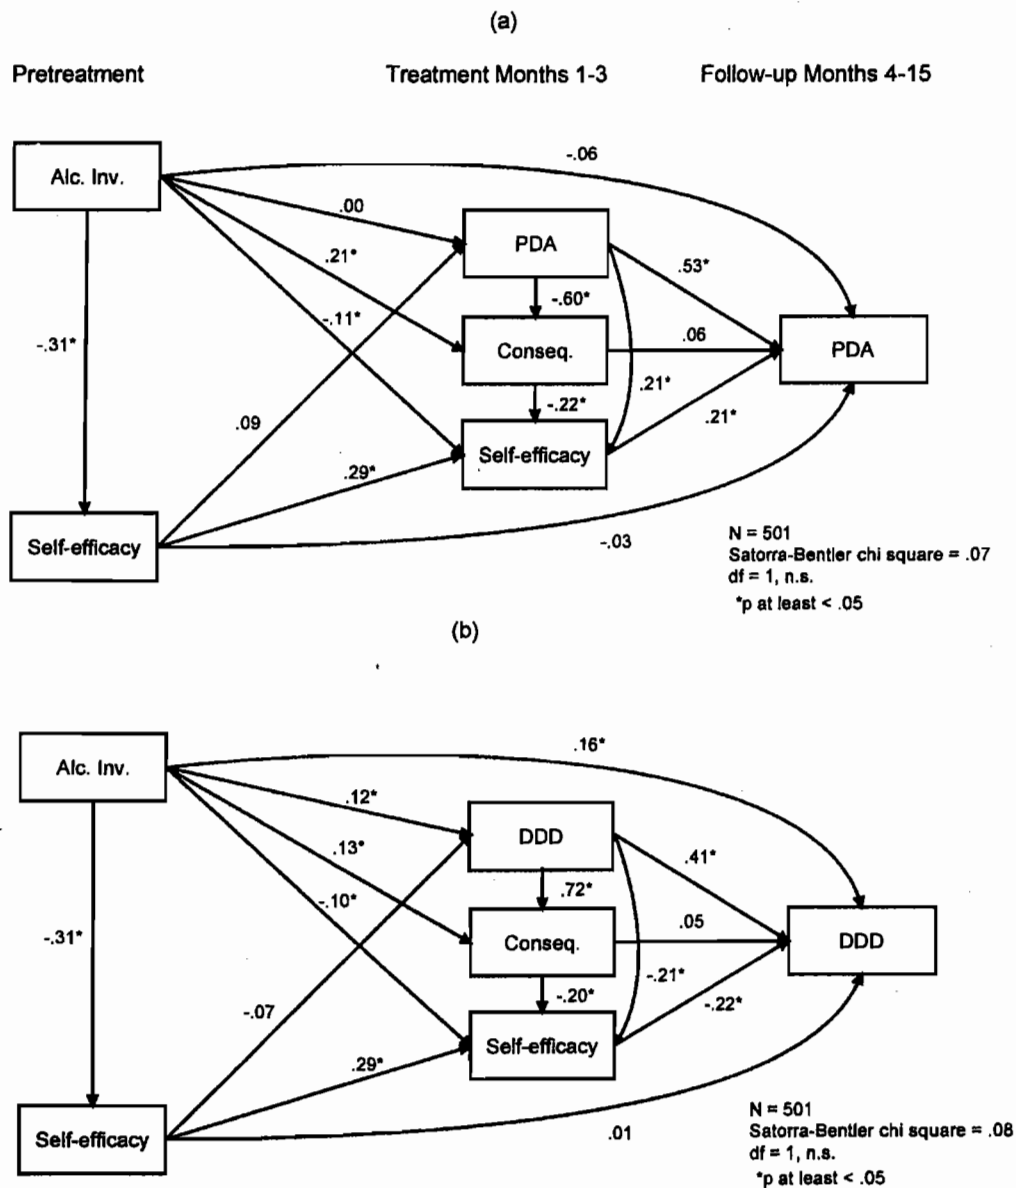 (a)
Pretreatment Treatment Months 1-3 Follow-up Months 4-15
-.06
Alc. Inv.
.00
PDA
.21*
.53*
-.60*
-.11*
-.31*
Conseq.
.06
PDA
.21*
-.22*
.09
.21*
Self-efficacy
.29*
Self-efficacy
-.03
N = 501
Satorra-Bentler chi square = .07
df = 1, n.s.
*p at least < .05
(b)
.16*
Alc. Inv.
.12*
DDD
.13*
.41*
.72*
-.10*
-.31*
Conseq.
.05
DDD
-.21*
-.20*
-.22*
-.07
Self-efficacy
.29*
Self-efficacy
.01
N = 501
Satorra-Bentler chi square = .08
df = 1, n.s.
*p at least < .05